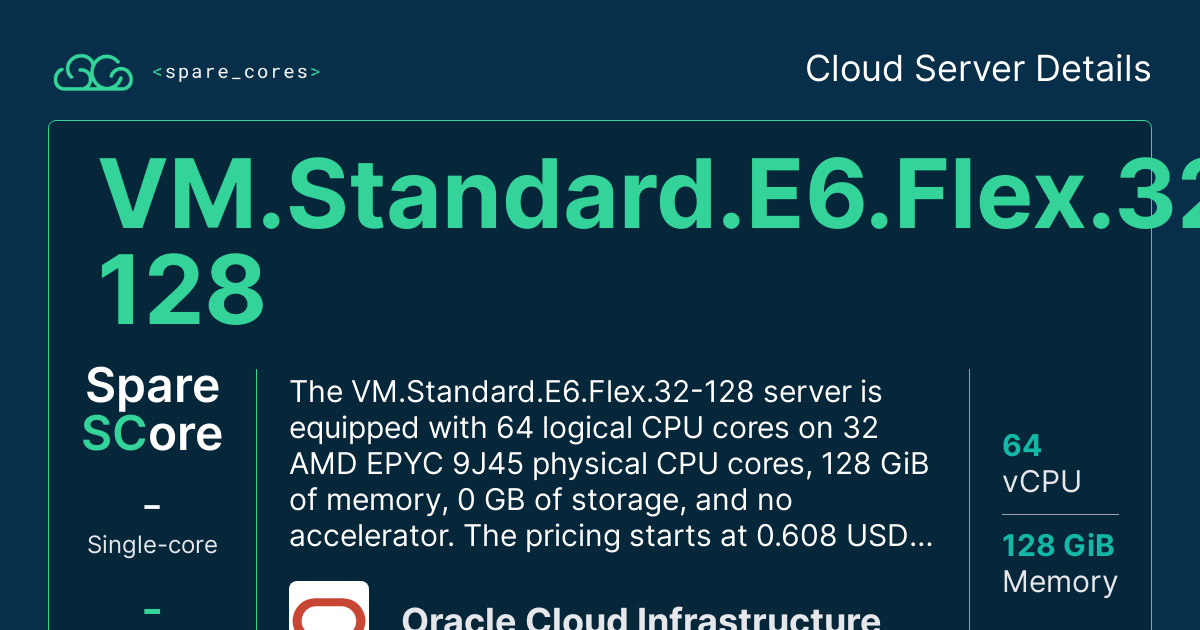 <spare_cores>
Cloud Server Details
VM.Standard.E6.Flex.32
128
Spare
SCore
–
Single-core
–
The VM.Standard.E6.Flex.32-128 server is
equipped with 64 logical CPU cores on 32
AMD EPYC 9J45 physical CPU cores, 128 GiB
of memory, 0 GB of storage, and no
accelerator. The pricing starts at 0.608 USD...
Oracle Cloud Infrastructure
64
vCPU
128 GiB
Memory